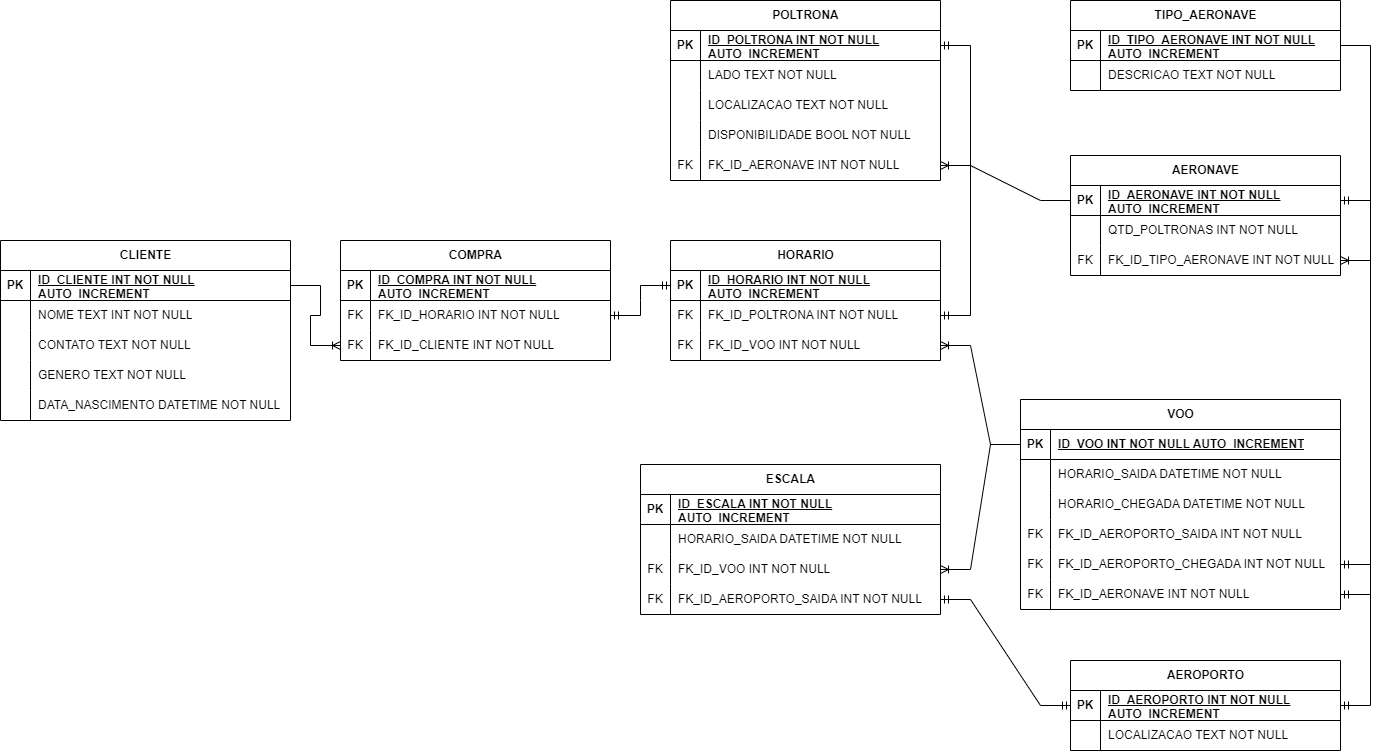 POLTRONA
PK
ID_POLTRONA INT NOT NULL
AUTO_INCREMENT
LADO TEXT NOT NULL
LOCALIZACAO TEXT NOT NULL
DISPONIBILIDADE BOOL NOT NULL
FK FK_ID_AERONAVE INT NOT NULL
TIPO_AERONAVE
PK
ID_TIPO_AERONAVE INT NOT NULL
AUTO_INCREMENT
DESCRICAO TEXT NOT NULL
AERONAVE
PK
ID_AERONAVE INT NOT NULL
AUTO_INCREMENT
QTD_POLTRONAS INT NOT NULL
FK FK_ID_TIPO_AERONAVE INT NOT NULL
CLIENTE
PK
ID_CLIENTE INT NOT NULL
AUTO_INCREMENT
NOME TEXT INT NOT NULL
CONTATO TEXT NOT NULL
GENERO TEXT NOT NULL
DATA_NASCIMENTO DATETIME NOT NULL
COMPRA
PK
ID_COMPRA INT NOT NULL
AUTO_INCREMENT
FK FK_ID_HORARIO INT NOT NULL
FK FK_ID_CLIENTE INT NOT NULL
HORARIO
PK
ID_HORARIO INT NOT NULL
AUTO_INCREMENT
FK FK_ID_POLTRONA INT NOT NULL
FK FK_ID_VOO INT NOT NULL
VOO
PK ID_VOO INT NOT NULL AUTO_INCREMENT
HORARIO_SAIDA DATETIME NOT NULL
HORARIO_CHEGADA DATETIME NOT NULL
FK FK_ID_AEROPORTO_SAIDA INT NOT NULL
FK FK_ID_AEROPORTO_CHEGADA INT NOT NULL
FK FK_ID_AERONAVE INT NOT NULL
ESCALA
PK
ID_ESCALA INT NOT NULL
AUTO_INCREMENT
HORARIO_SAIDA DATETIME NOT NULL
FK FK_ID_VOO INT NOT NULL
FK FK_ID_AEROPORTO_SAIDA INT NOT NULL
AEROPORTO
PK
ID_AEROPORTO INT NOT NULL
AUTO_INCREMENT
LOCALIZACAO TEXT NOT NULL